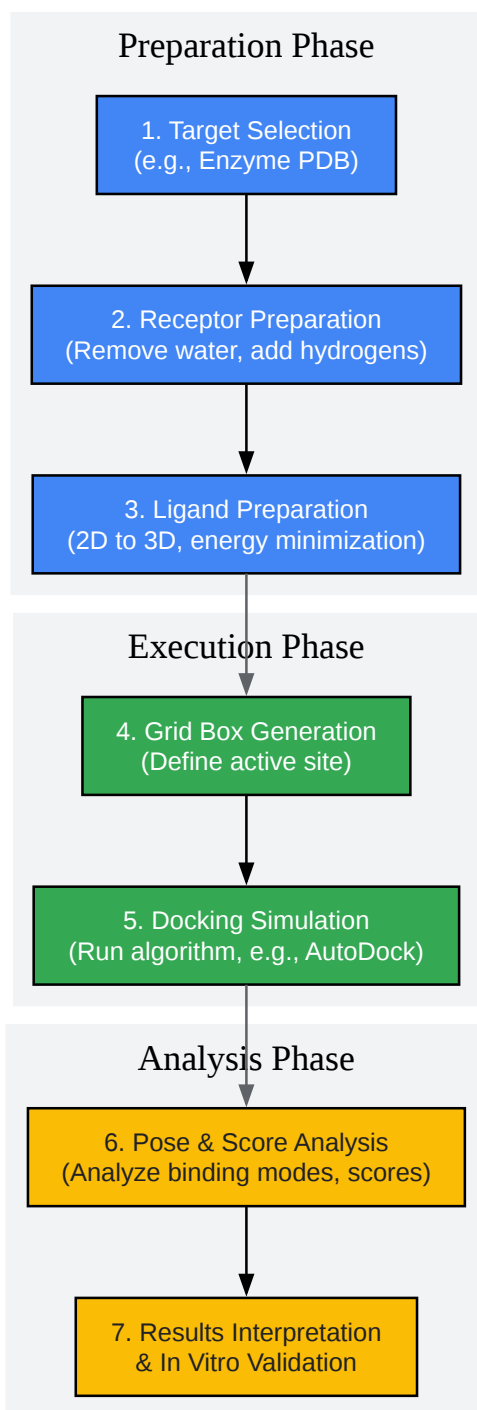 Preparation Phase
1. Target Selection
(e.g., Enzyme PDB)
2. Receptor Preparation
(Remove water, add hydrogens)
3. Ligand Preparation
(2D to 3D, energy minimization)
Execution Phase
4. Grid Box Generation
(Define active site)
5. Docking Simulation
(Run algorithm, e.g., AutoDock)
Analysis Phase
6. Pose & Score Analysis
(Analyze binding modes, scores)
7. Results Interpretation
& In Vitro Validation